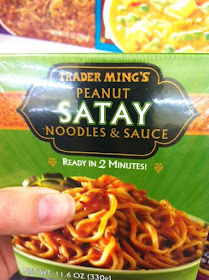 TRADER MING'S
PEANUT
SATAY
NOODLES & SAUCE
READY IN 2 MINUTES!
NET WT. 11.6 OZ (330g)